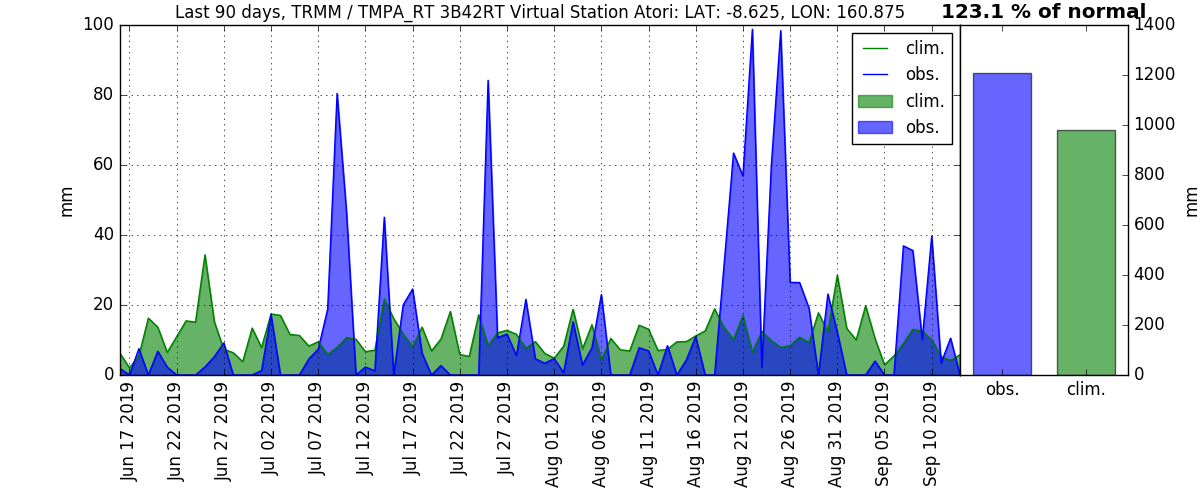 Last 90 days, TRMM / TMPA_RT 3B42RT Virtual Station Atori: LAT: -8.625, LON: 160.875
123.1 % of normal
100
80
60
40
20
0
mm
clim.
obs.
clim.
obs.
1400
1200
1000
800
600
400
200
0
mm
Jun 17 2019
Jun 22 2019
Jun 27 2019
Jul 02 2019
Jul 07 2019
Jul 12 2019
Jul 17 2019
Jul 22 2019
Jul 27 2019
Aug 01 2019
Aug 06 2019
Aug 11 2019
Aug 16 2019
Aug 21 2019
Aug 26 2019
Aug 31 2019
Sep 05 2019
Sep 10 2019
obs.
clim.